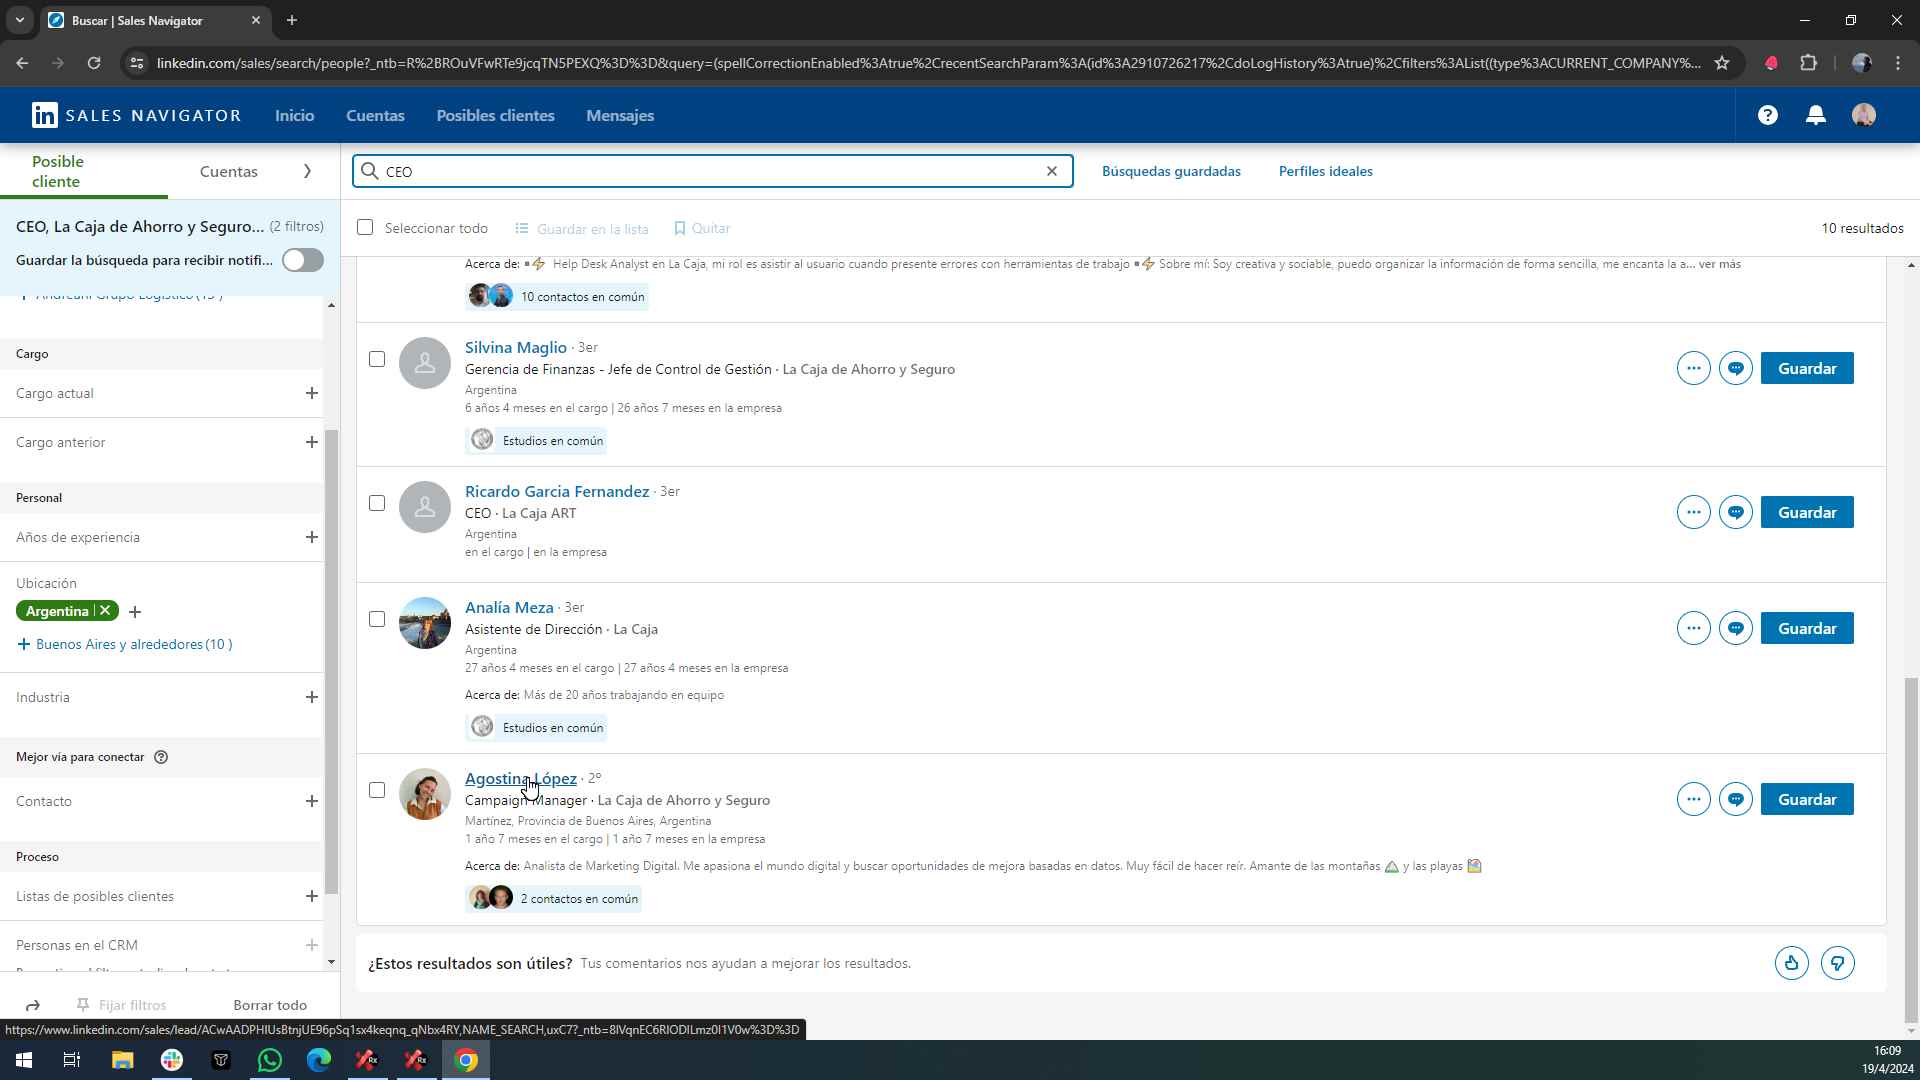 Buscar | Sales Navigator
linkedin.com/sales/search/people?_ntb=R%2BROuVFwRTe9jcqTN5PEXQ%3D%3D&query=(spellCorrectionEnabled%3Atrue%2CrecentSearchParam%3A(id%3A2910726217%2CdoLogHistory%3Atrue)%2Cfilters%3AList((type%3ACURRENT_COMPANY%...
in SALES NAVIGATOR
Inicio
Cuentas
Posibles clientes
Mensajes
Posible cliente
Cuentas
CEO
Búsquedas guardadas
Perfiles ideales
CEO, La Caja de Ahorro y Seguro... (2 filtros)
Guardar la búsqueda para recibir notifi...
Seleccionar todo
Guardar en la lista
Quitar
10 resultados
Andreani Grupo Logístico (15 )
Cargo
Cargo actual
Cargo anterior
Personal
Años de experiencia
Ubicación
Argentina
Buenos Aires y alrededores (10 )
Industria
Mejor vía para conectar
Contacto
Proceso
Listas de posibles clientes
Personas en el CRM
Fijar filtros
Borrar todo
Acerca de: ▪⚡ Help Desk Analyst en La Caja, mi rol es asistir al usuario cuando presente errores con herramientas de trabajo ▪⚡ Sobre mí: Soy creativa y sociable, puedo organizar la información de forma sencilla, me encanta la a... ver más
10 contactos en común
Silvina Maglio · 3er
Gerencia de Finanzas - Jefe de Control de Gestión · La Caja de Ahorro y Seguro
Argentina
6 años 4 meses en el cargo | 26 años 7 meses en la empresa
Estudios en común
Guardar
Ricardo Garcia Fernandez · 3er
CEO · La Caja ART
Argentina
en el cargo | en la empresa
Guardar
Analía Meza · 3er
Asistente de Dirección · La Caja
Argentina
27 años 4 meses en el cargo | 27 años 4 meses en la empresa
Acerca de: Más de 20 años trabajando en equipo
Estudios en común
Guardar
Agostina López · 2º
Campaign Manager · La Caja de Ahorro y Seguro
Martínez, Provincia de Buenos Aires, Argentina
1 año 7 meses en el cargo | 1 año 7 meses en la empresa
Acerca de: Analista de Marketing Digital. Me apasiona el mundo digital y buscar oportunidades de mejora basadas en datos. Muy fácil de hacer reír. Amante de las montañas y las playas
2 contactos en común
Guardar
¿Estos resultados son útiles? Tus comentarios nos ayudan a mejorar los resultados.
https://www.linkedin.com/sales/lead/ACwAADPHIUsBtnjUE96pSq1sx4keqnq_qNbx4RY,NAME_SEARCH,uxC7?_ntb=8lVqnEC6RIODILmz0I1V0w%3D%3D
16:09
19/4/2024